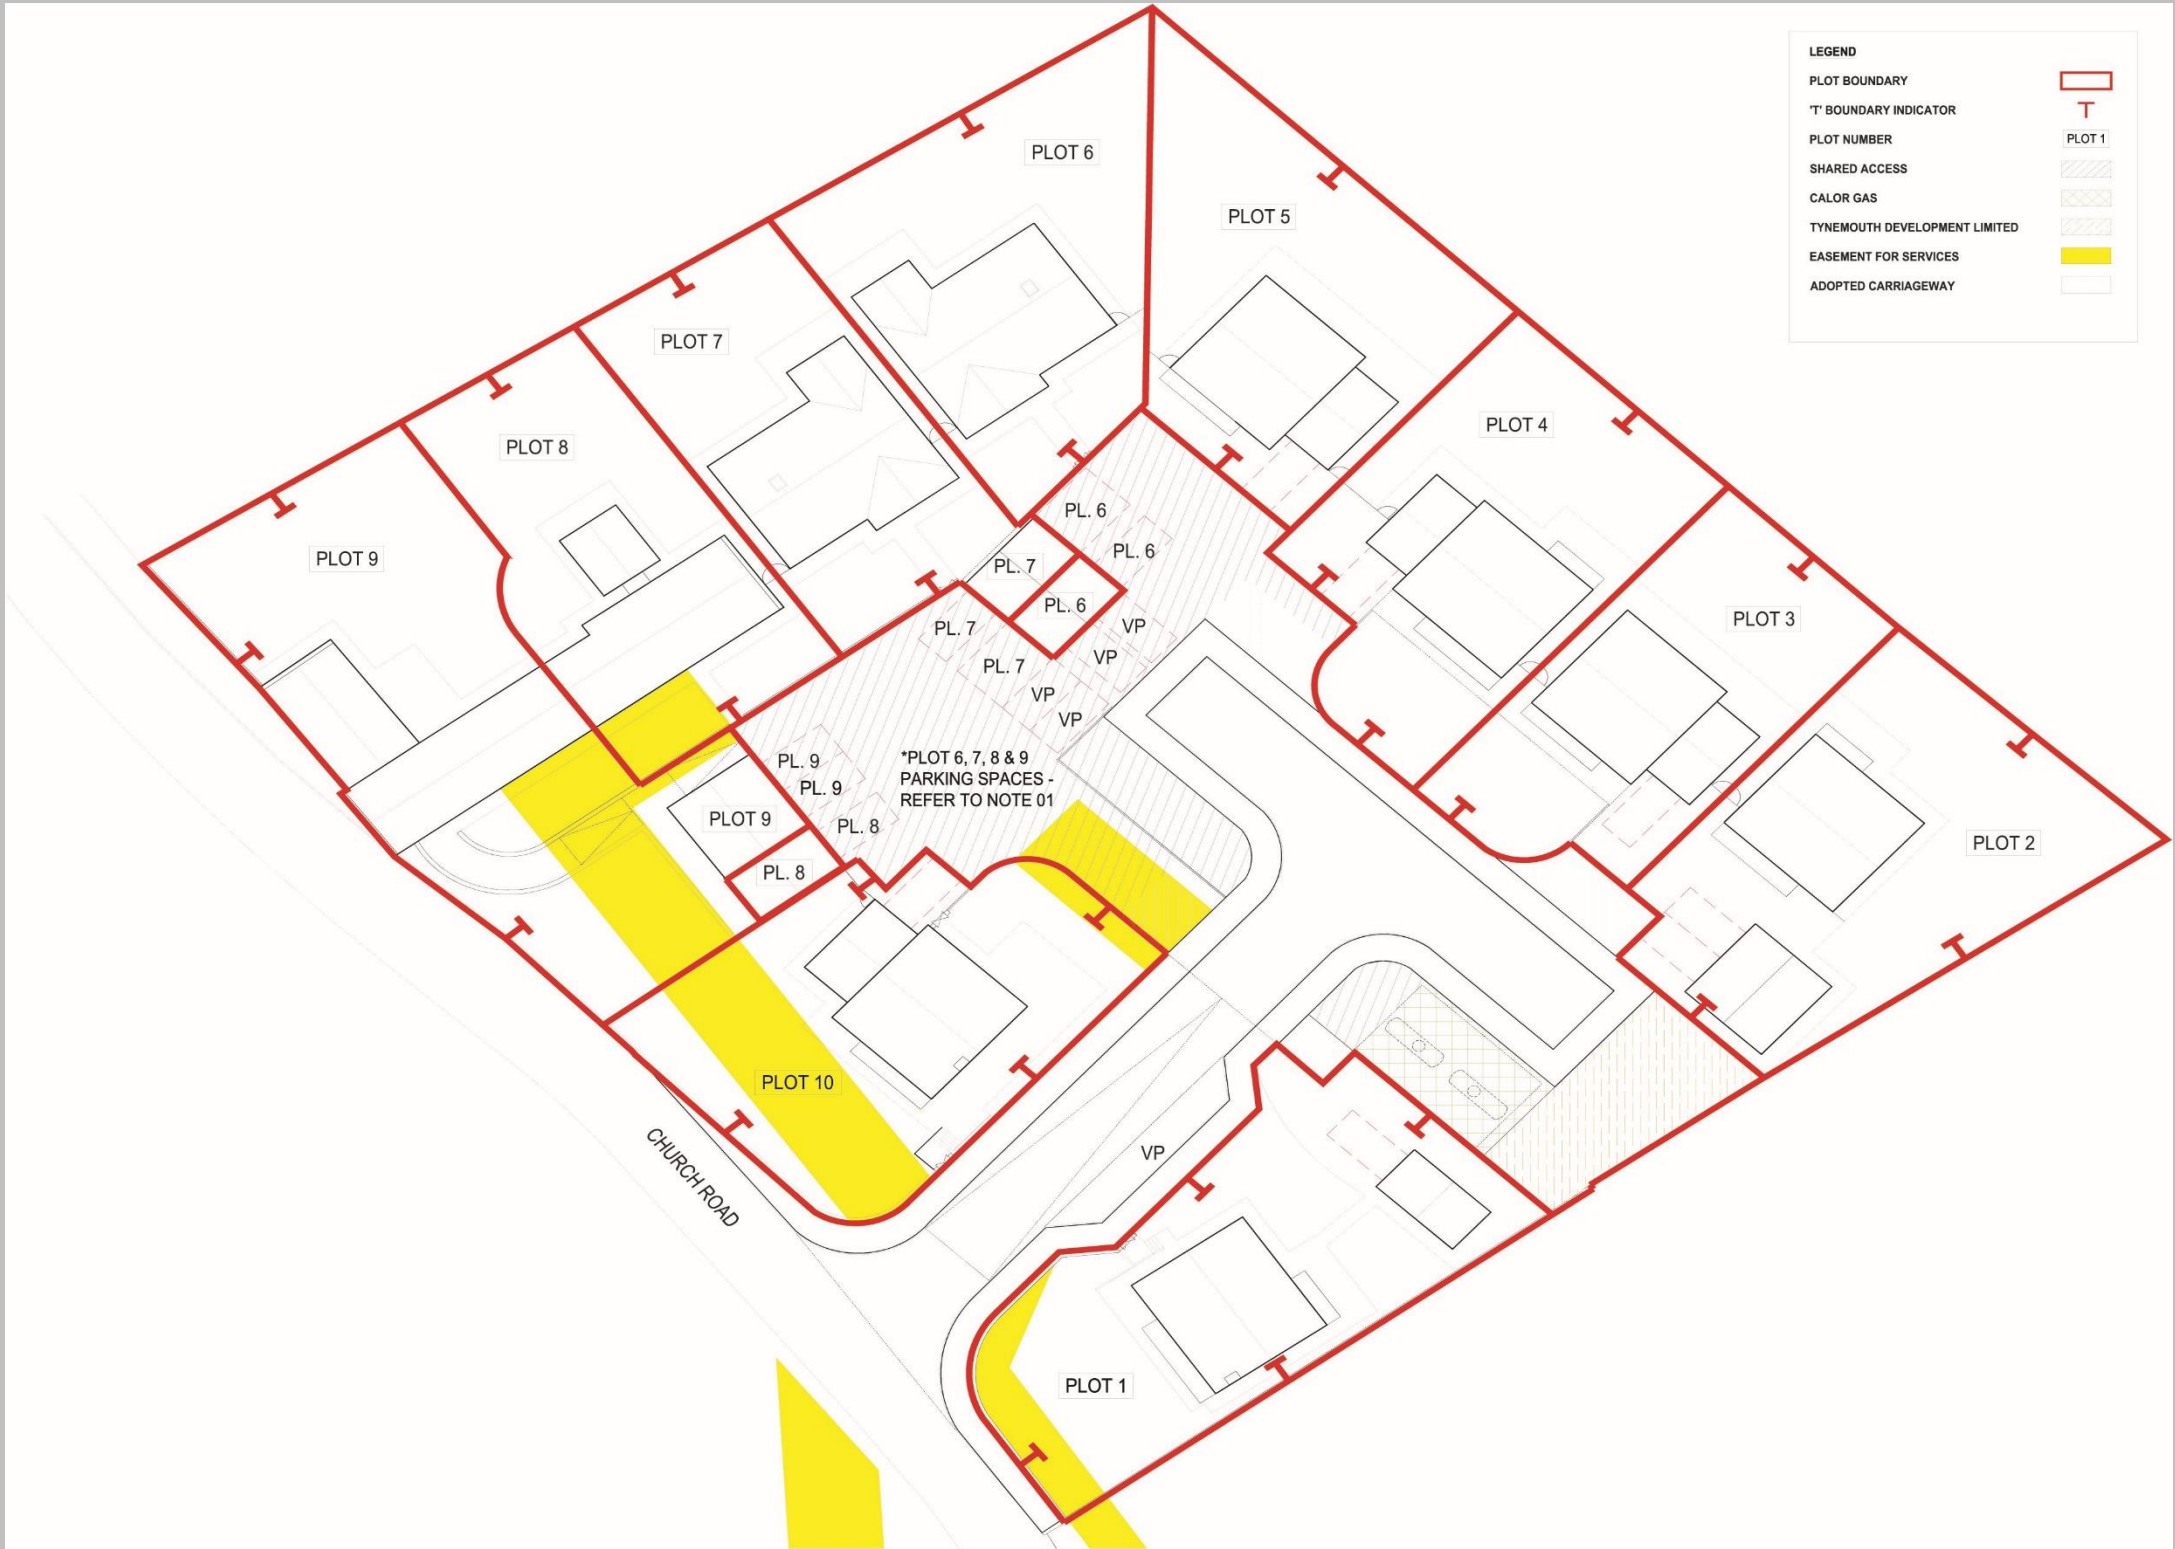 LEGEND
PLOT BOUNDARY
'T' BOUNDARY INDICATOR
PLOT NUMBER
PLOT 1
SHARED ACCESS
CALOR GAS
TYNEMOUTH DEVELOPMENT LIMITED
EASEMENT FOR SERVICES
ADOPTED CARRIAGEWAY
PLOT 6
PLOT 5
PLOT 7
PLOT 4
PLOT 8
PL. 6
PL. 6
PLOT 9
PL. 7
PL. 6
PLOT 3
PL. 7
VP
PL. 7
VP
VP
VP
*PLOT 6, 7, 8 & 9
PARKING SPACES -
REFER TO NOTE 01
PL. 9
PL. 9
PLOT 9
PL. 8
PL. 8
PLOT 2
PLOT 10
CHURCH ROAD
VP
PLOT 1